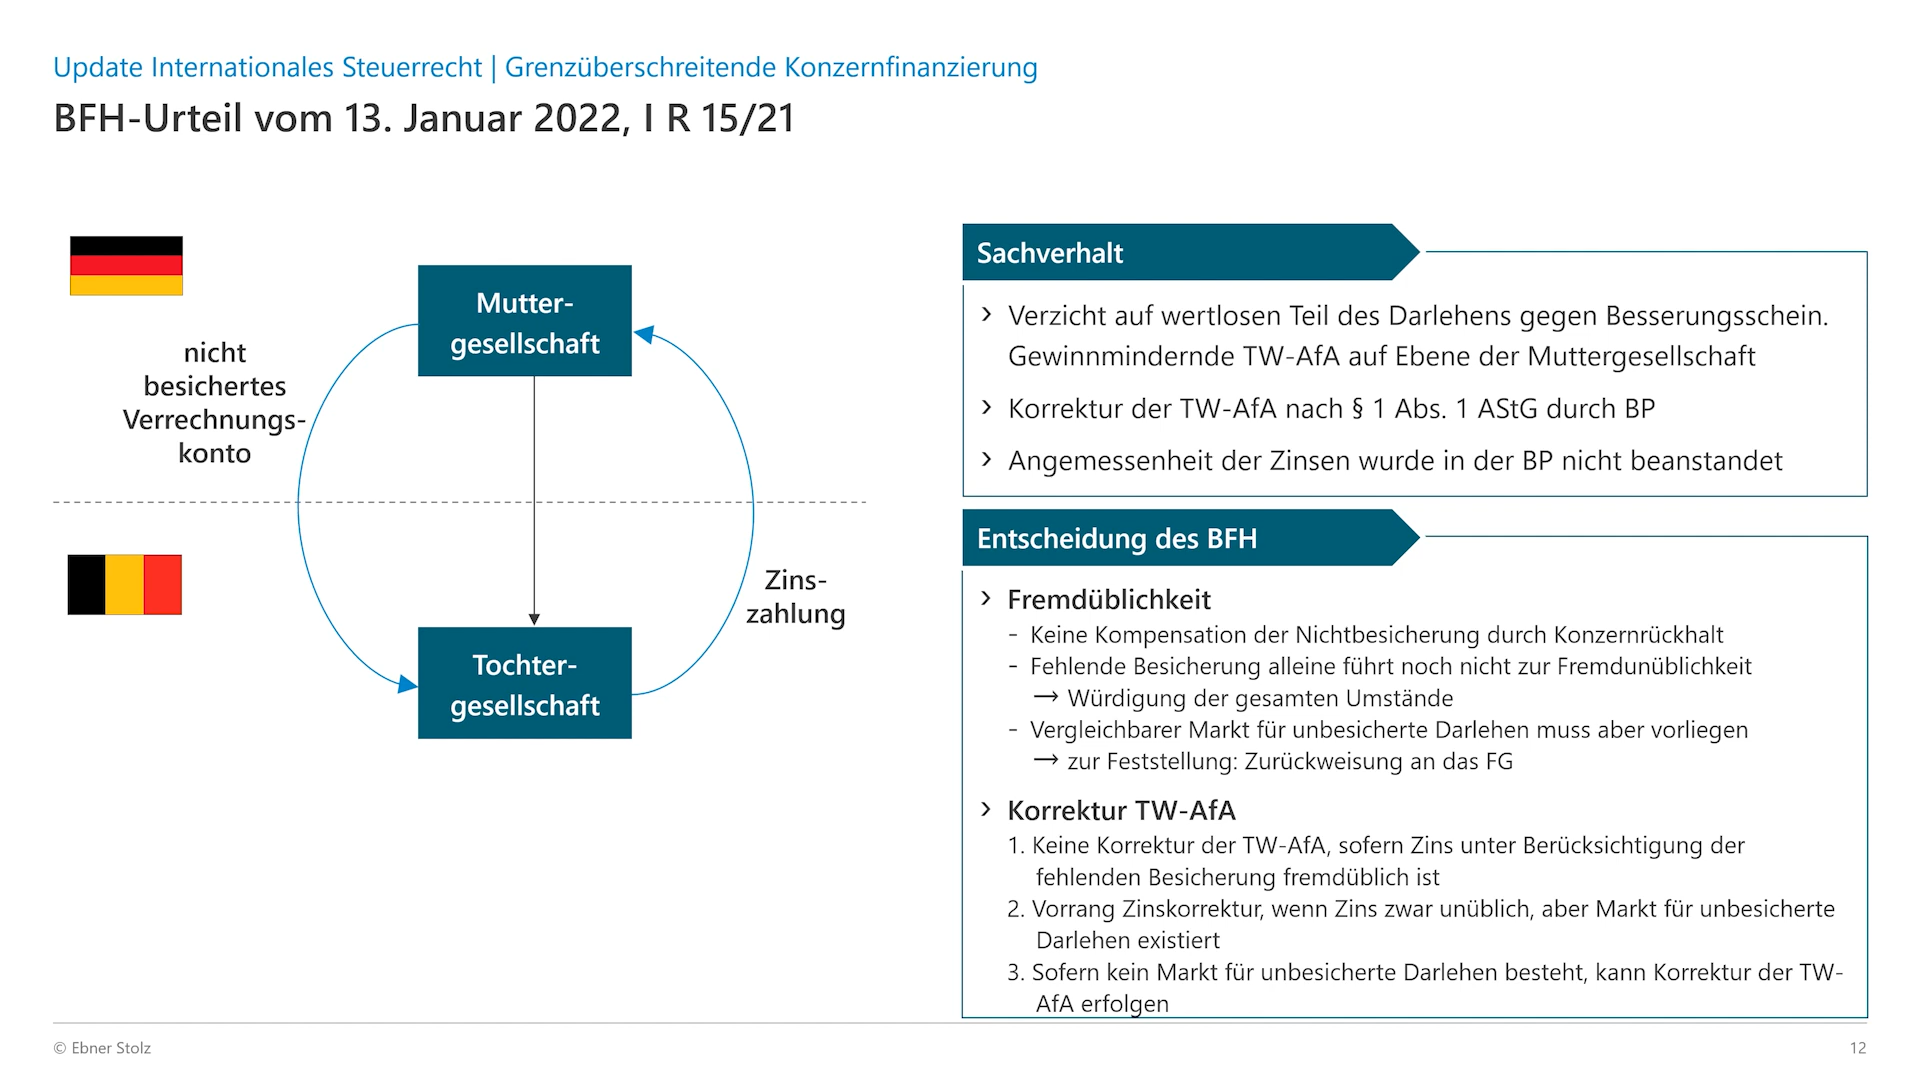 Update Internationales Steuerrecht | Grenzüberschreitende Konzernfinanzierung
BFH-Urteil vom 13. Januar 2022, I R 15/21
nicht
besichertes
Verrechnungs-
konto
Mutter-
gesellschaft
Zins-
zahlung
Tochter-
gesellschaft
Sachverhalt
› Verzicht auf wertlosen Teil des Darlehens gegen Besserungsschein.
Gewinnmindernde TW-AfA auf Ebene der Muttergesellschaft
› Korrektur der TW-AfA nach § 1 Abs. 1 AStG durch BP
› Angemessenheit der Zinsen wurde in der BP nicht beanstandet
Entscheidung des BFH
› Fremdüblichkeit
- Keine Kompensation der Nichtbesicherung durch Konzernrückhalt
- Fehlende Besicherung alleine führt noch nicht zur Fremdunüblichkeit
→ Würdigung der gesamten Umstände
- Vergleichbarer Markt für unbesicherte Darlehen muss aber vorliegen
→ zur Feststellung: Zurückweisung an das FG
› Korrektur TW-AfA
1. Keine Korrektur der TW-AfA, sofern Zins unter Berücksichtigung der
fehlenden Besicherung fremdüblich ist
2. Vorrang Zinskorrektur, wenn Zins zwar unüblich, aber Markt für unbesicherte
Darlehen existiert
3. Sofern kein Markt für unbesicherte Darlehen besteht, kann Korrektur der TW-
AfA erfolgen
© Ebner Stolz
12